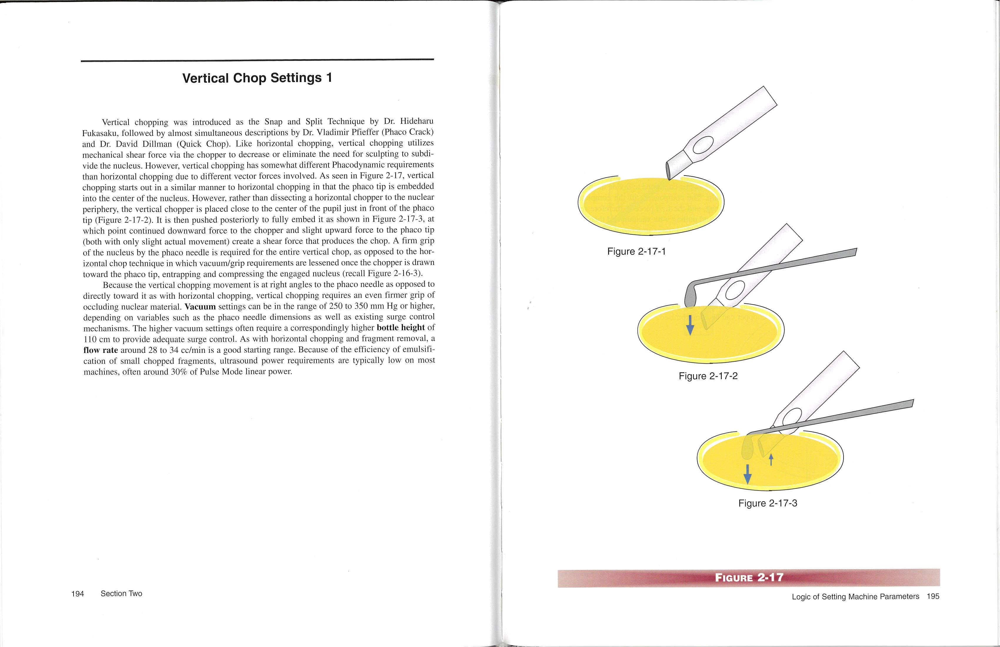 Vertical Chop Settings 1
Vertical chopping was introduced as the Snap and Split Technique by Dr. Hideharu
Fukasaku, followed by almost simultaneous descriptions by Dr. Vladimir Pfieffer (Phaco Crack)
and Dr. David Dillman (Quick Chop). Like horizontal chopping, vertical chopping utilizes
mechanical shear force via the chopper to decrease or eliminate the need for sculpting to subdi-
vide the nucleus. However, vertical chopping has somewhat different Phacodynamic requirements
than horizontal chopping due to different vector forces involved. As seen in Figure 2-17, vertical
chopping starts out in a similar manner to horizontal chopping in that the phaco tip is embedded
into the center of the nucleus. However, rather than dissecting a horizontal chopper to the nuclear
periphery, the vertical chopper is placed close to the center of the pupil just in front of the phaco
tip (Figure 2-17-2). It is then pushed posteriorly to fully embed it as shown in Figure 2-17-3, at
which point continued downward force to the chopper and slight upward force to the phaco tip
(both with only slight actual movement) create a shear force that produces the chop. A firm grip
of the nucleus by the phaco needle is required for the entire vertical chop, as opposed to the hor-
izontal chop technique in which vacuum/grip requirements are lessened once the chopper is drawn
toward the phaco tip, entrapping and compressing the engaged nucleus (recall Figure 2-16-3).
Because the vertical chopping movement is at right angles to the phaco needle as opposed to
directly toward it as with horizontal chopping, vertical chopping requires an even firmer grip of
occluding nuclear material. Vacuum settings can be in the range of 250 to 350 mm Hg or higher,
depending on variables such as the phaco needle dimensions as well as existing surge control
mechanisms. The higher vacuum settings often require a correspondingly higher bottle height of
110 cm to provide adequate surge control. As with horizontal chopping and fragment removal, a
flow rate around 28 to 34 cc/min is a good starting range. Because of the efficiency of emulsifi-
cation of small chopped fragments, ultrasound power requirements are typically low on most
machines, often around 30% of Pulse Mode linear power.
194 Section Two
Figure 2-17-1
Figure 2-17-2
Figure 2-17-3
FIGURE 2-17
Logic of Setting Machine Parameters 195